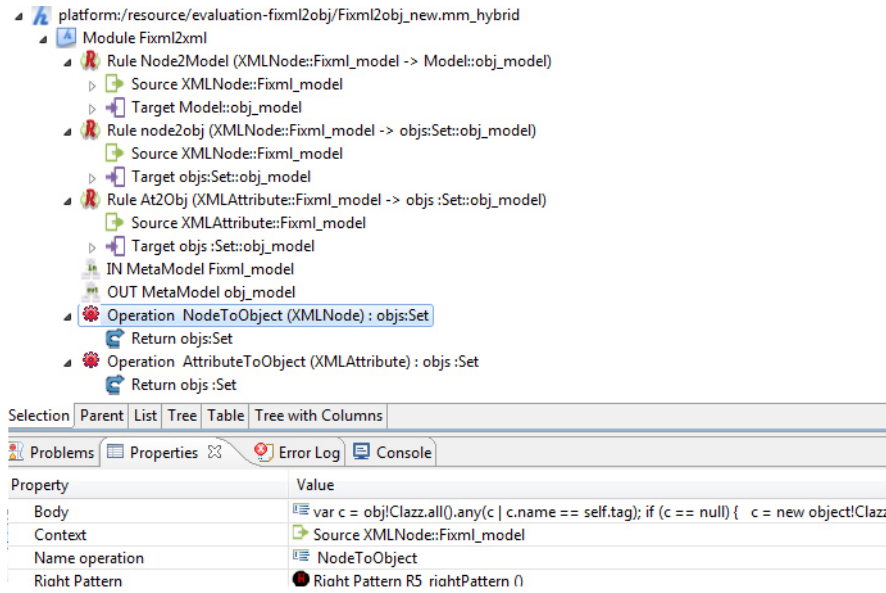 platform:/resource/evaluation-fixml2obj/Fixml2obj_new.mm_hybrid
Module Fixml2xml
Rule Node2Model (XMLNode::Fixml_model -> Model::obj_model)
Source XMLNode::Fixml_model
Target Model::obj_model
Rule node2obj (XMLNode::Fixml_model -> objs:Set::obj_model)
Source XMLNode::Fixml_model
Target objs:Set::obj_model
Rule At2Obj (XMLAttribute::Fixml_model -> objs :Set::obj_model)
Source XMLAttribute::Fixml_model
Target objs :Set::obj_model
IN MetaModel Fixml_model
OUT MetaModel obj_model
Operation NodeToObject (XMLNode) : objs:Set
Return objs:Set
Operation AttributeToObject (XMLAttribute) : objs :Set
Return objs :Set
Selection Parent List Tree Table Tree with Columns
Problems Properties Error Log Console
Property Value
Body var c = obj!Clazz.all().any(c | c.name == self.tag); if (c == null) { c = new object!Clazz
Context Source XMLNode::Fixml_model
Name operation NodeToObject
Right Pattern Right Pattern R5_rightPattern ()